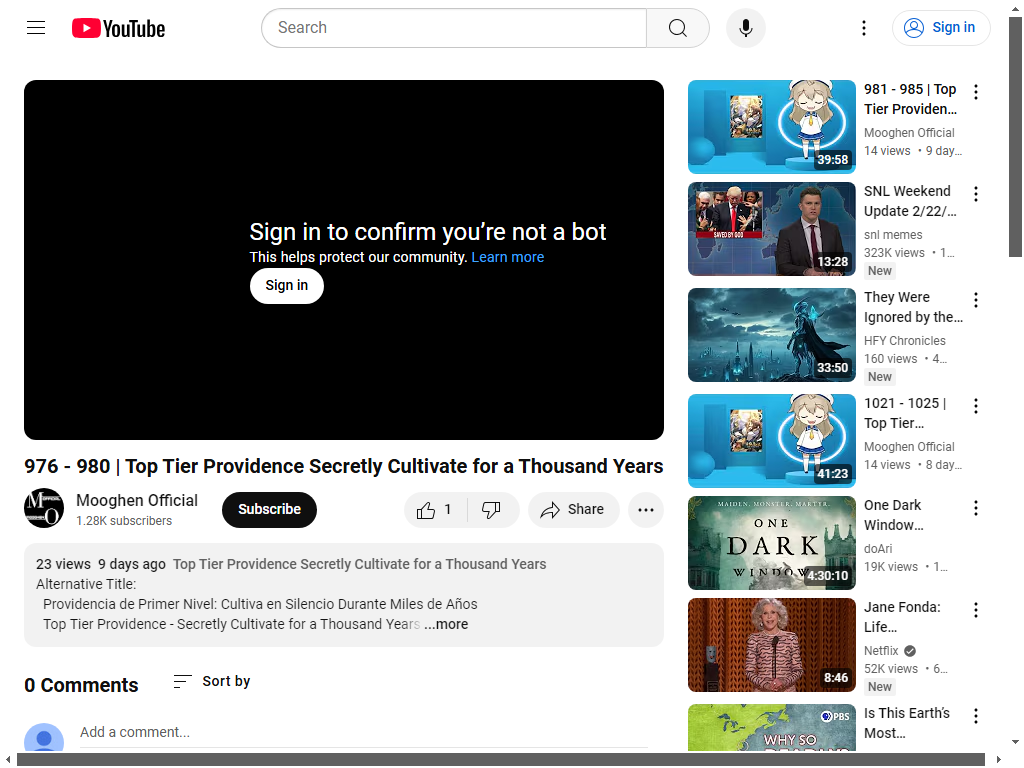 YouTube
Search
Sign in
Sign in to confirm you're not a bot
This helps protect our community. Learn more
Sign in
976 - 980 | Top Tier Providence Secretly Cultivate for a Thousand Years
Mooghen Official
1.28K subscribers
Subscribe
1
Share
23 views 9 days ago Top Tier Providence Secretly Cultivate for a Thousand Years
Alternative Title:
Providencia de Primer Nivel: Cultiva en Silencio Durante Miles de Años
Top Tier Providence - Secretly Cultivate for a Thousand Years ...more
0 Comments
Sort by
Add a comment...
39:58
981 - 985 | Top
Tier Providen...
Mooghen Official
14 views • 9 day...
SAVED BY GOD
13:28
SNL Weekend
Update 2/22/...
snl memes
323K views • 1...
New
33:50
They Were
Ignored by the...
HFY Chronicles
160 views • 4...
New
41:23
1021 - 1025 |
Top Tier...
Mooghen Official
14 views • 8 day...
MAIDEN. MONSTER. MARTYR.
ONE
DARK
WINDOW
4:30:10
One Dark
Window...
doAri
19K views • 1...
8:46
Jane Fonda:
Life...
Netflix
52K views • 6...
New
PBS
WHY SO
Is This Earth's
Most...